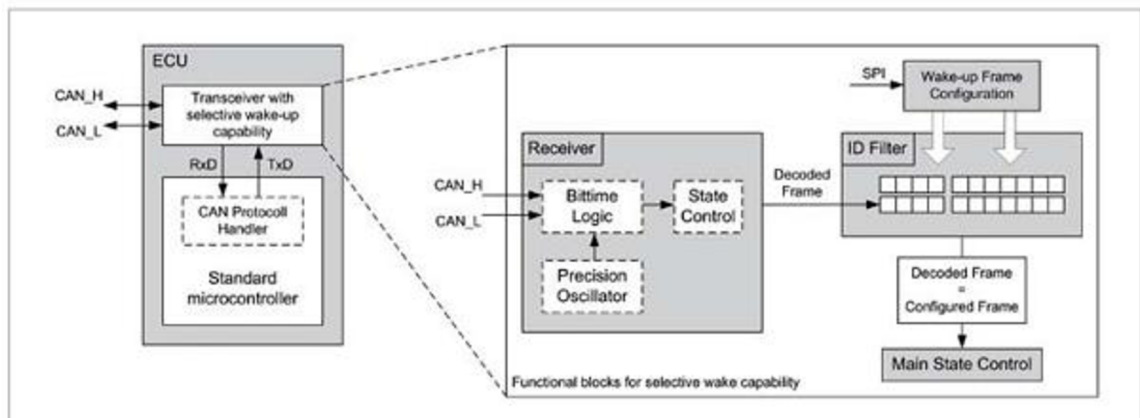 ECU
CAN_H
CAN_L
Transceiver with
selective wake-up
capability
RxD
TxD
CAN Protocoll
Handler
Standard
microcontroller
SPI
Wake-up Frame
Configuration
Receiver
ID Filter
CAN_H
CAN_L
Bittime
Logic
State
Control
Decoded
Frame
Precision
Oscillator
Decoded Frame
=
Configured Frame
Main State Control
Functional blocks for selective wake capability